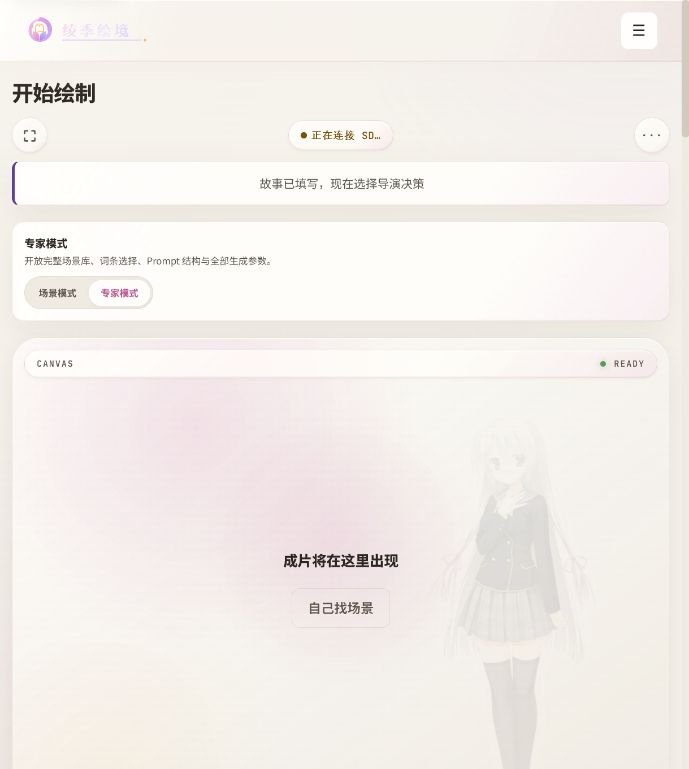 绫季绘境
开始绘制
正在连接 SD…
故事已填写，现在选择导演决策
专家模式
开放完整场景库、词条选择、Prompt 结构与全部生成参数。
场景模式 专家模式
CANVAS READY
成片将在这里出现
自己找场景